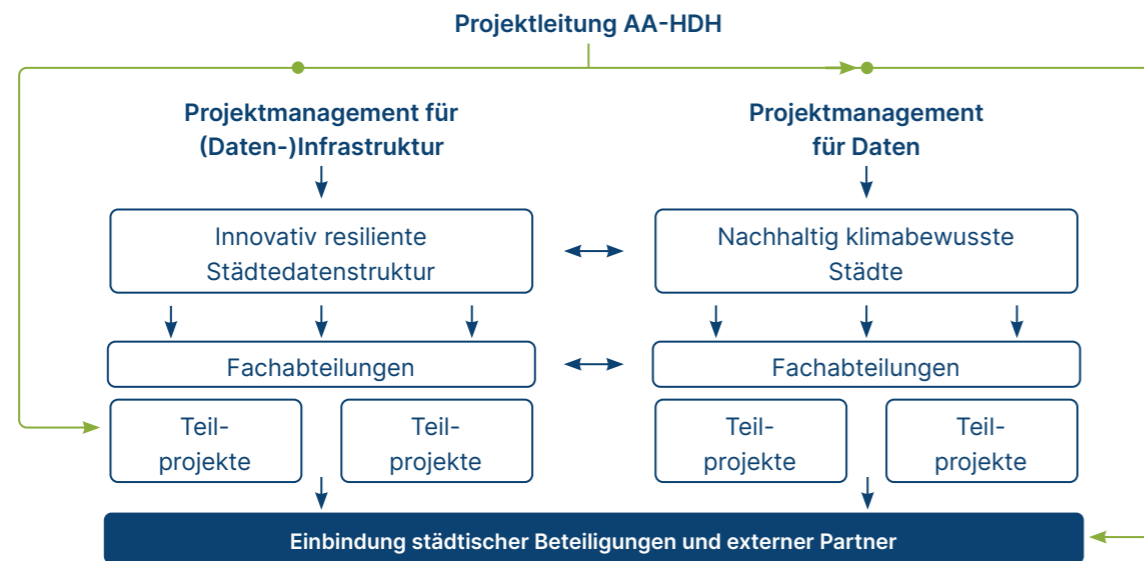 Projektleitung AA-HDH
Projektmanagement für
(Daten-)Infrastruktur
Projektmanagement
für Daten
Innovativ resiliente
Städtedatenstruktur
Nachhaltig klimabewusste
Städte
Fachabteilungen
Fachabteilungen
Teil-
projekte
Teil-
projekte
Teil-
projekte
Teil-
projekte
Einbindung städtischer Beteiligungen und externer Partner